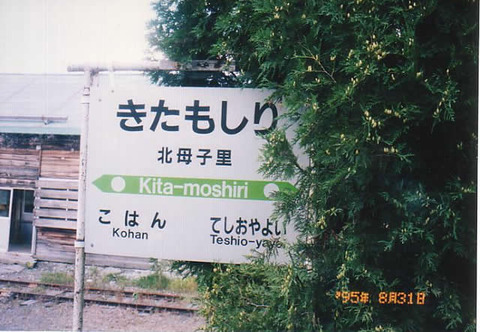 きたもしり
北母子里
Kita-moshiri
こはん てしおやよい
Kohan Teshio-yayoi
'95年 8月31日